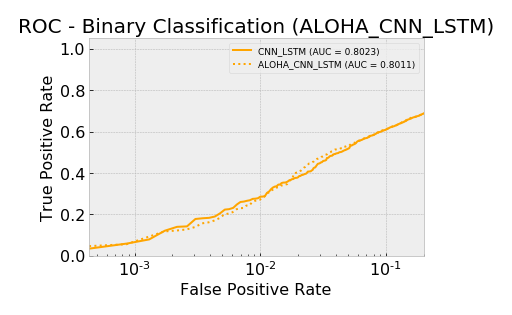 ROC - Binary Classification (ALOHA_CNN_LSTM)
CNN_LSTM (AUC = 0.8023)
ALOHA_CNN_LSTM (AUC = 0.8011)
True Positive Rate
1.0
0.8
0.6
0.4
0.2
0.0
10-3 10-2 10-1
False Positive Rate